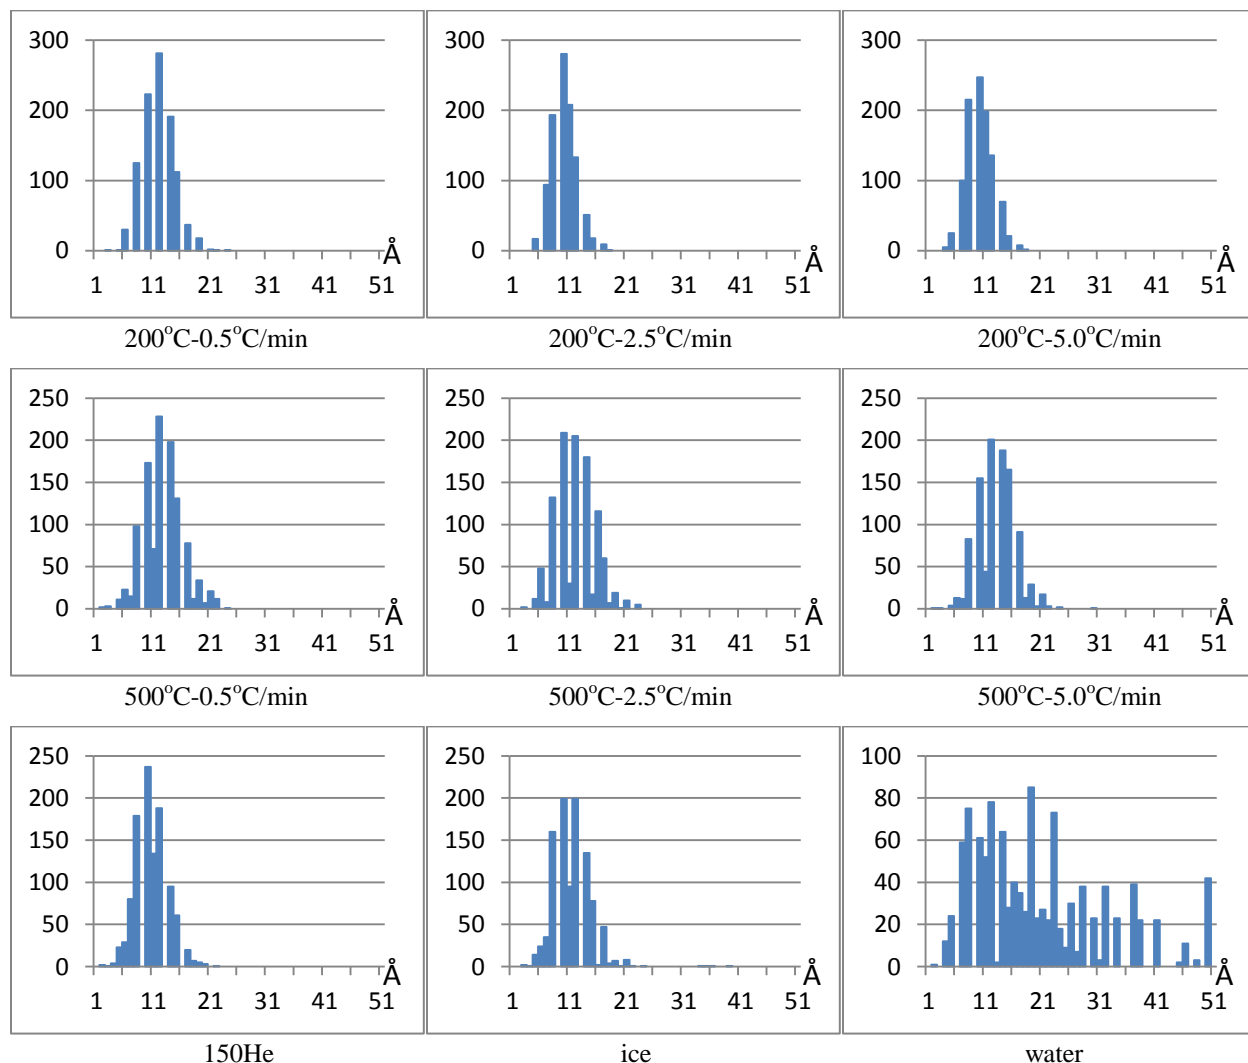 300
200
100
0
1 11 21 31 41 51 Å
200°C-0.5°C/min
300
200
100
0
1 11 21 31 41 51 Å
200°C-2.5°C/min
300
200
100
0
1 11 21 31 41 51 Å
200°C-5.0°C/min
250
200
150
100
50
0
1 11 21 31 41 51 Å
500°C-0.5°C/min
250
200
150
100
50
0
1 11 21 31 41 51 Å
500°C-2.5°C/min
250
200
150
100
50
0
1 11 21 31 41 51 Å
500°C-5.0°C/min
250
200
150
100
50
0
1 11 21 31 41 51 Å
150He
250
200
150
100
50
0
1 11 21 31 41 51 Å
ice
100
80
60
40
20
0
1 11 21 31 41 51 Å
water